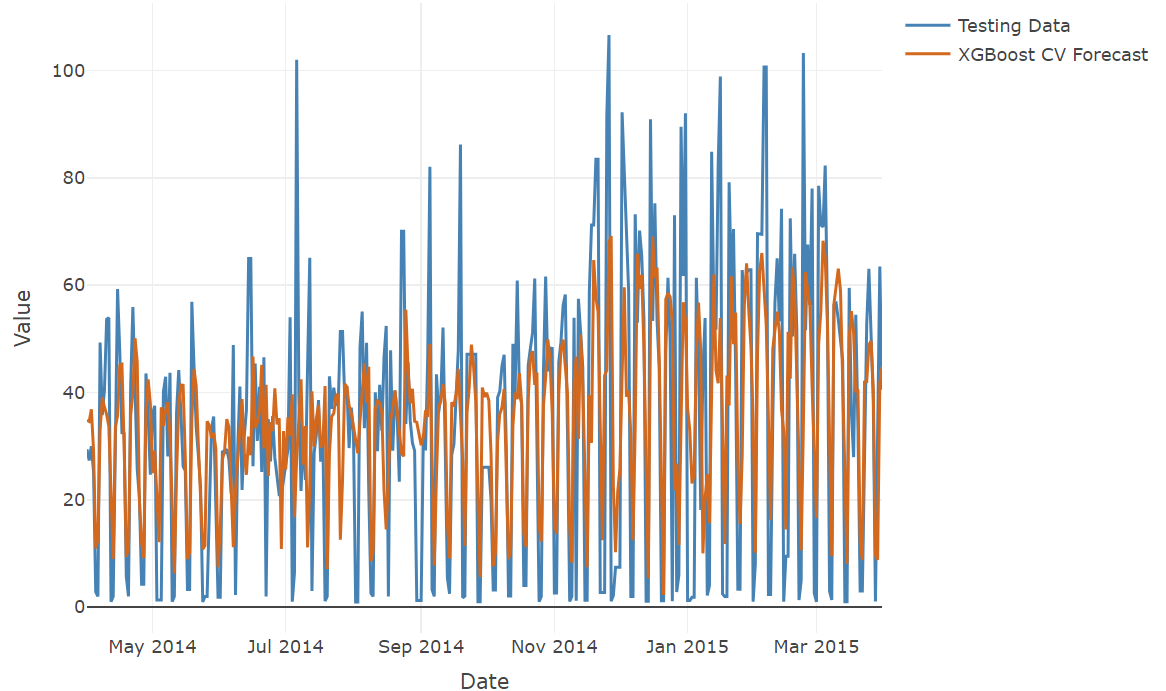 Testing Data
XGBoost CV Forecast
100
80
60
40
20
0
Value
May 2014
Jul 2014
Sep 2014
Nov 2014
Jan 2015
Mar 2015
Date